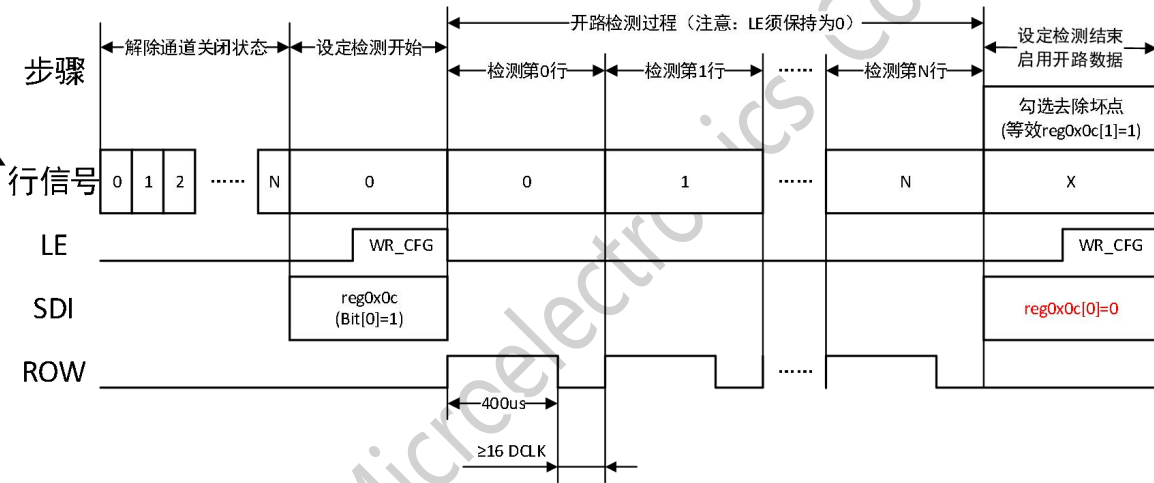 开路检测过程（注意：LE须保持为0）
解除通道关闭状态
设定检测开始
设定检测结束
启用开路数据
步骤
检测第0行
检测第1行
……
检测第N行
勾选去除坏点
(等效reg0x0c[1]=1)
行信号
0
1
2
……
N
0
0
1
……
N
X
LE
WR_CFG
WR_CFG
SDI
reg0x0c
(Bit[0]=1)
reg0x0c[0]=0
ROW
……
400us
≥16 DCLK
Microelectronics Co